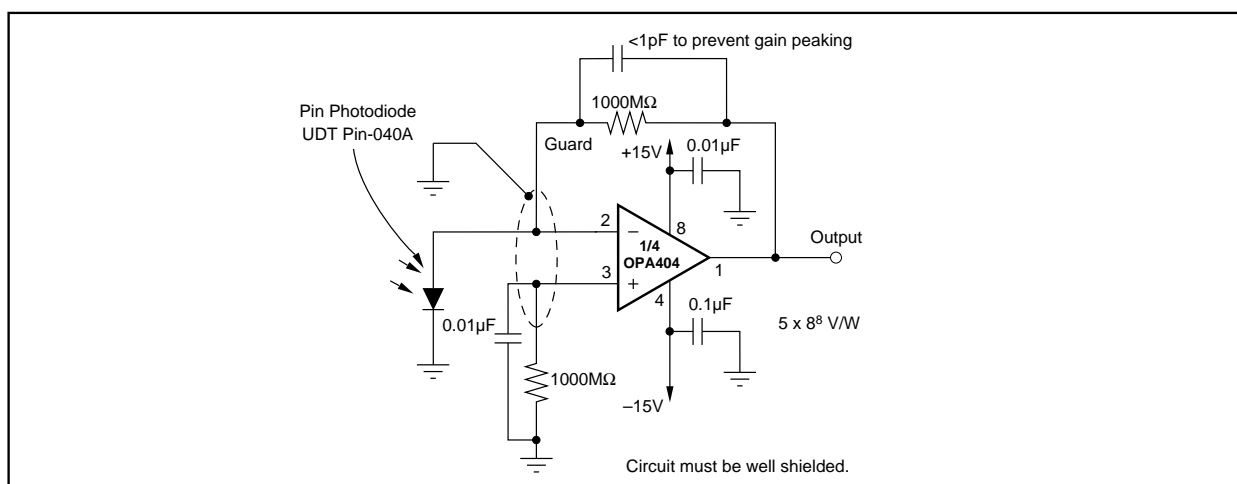 <1pF to prevent gain peaking
1000MΩ
Pin Photodiode
UDT Pin-040A
Guard
+15V
0.01µF
2
–
8
1/4
OPA404
Output
1
3
+
4
0.01µF
0.1µF
5 x 8⁸ V/W
1000MΩ
–15V
Circuit must be well shielded.